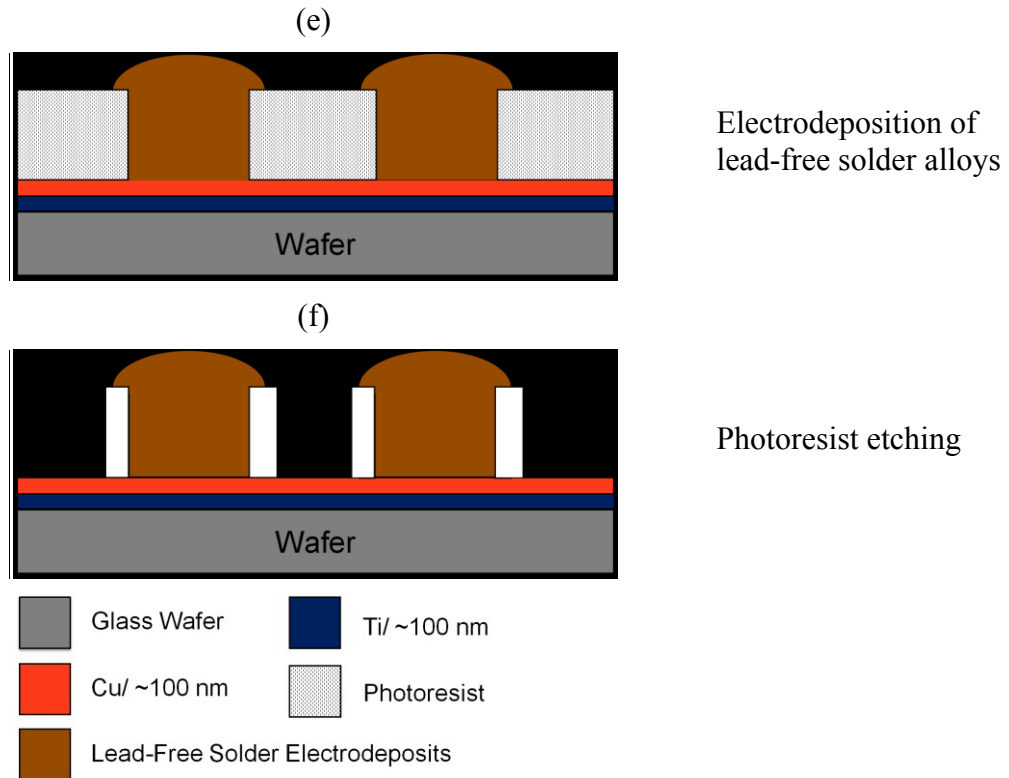 (e)
Electrodeposition of
lead-free solder alloys
Wafer
(f)
Photoresist etching
Wafer
Glass Wafer
Ti/ ~100 nm
Cu/ ~100 nm
Photoresist
Lead-Free Solder Electrodeposits